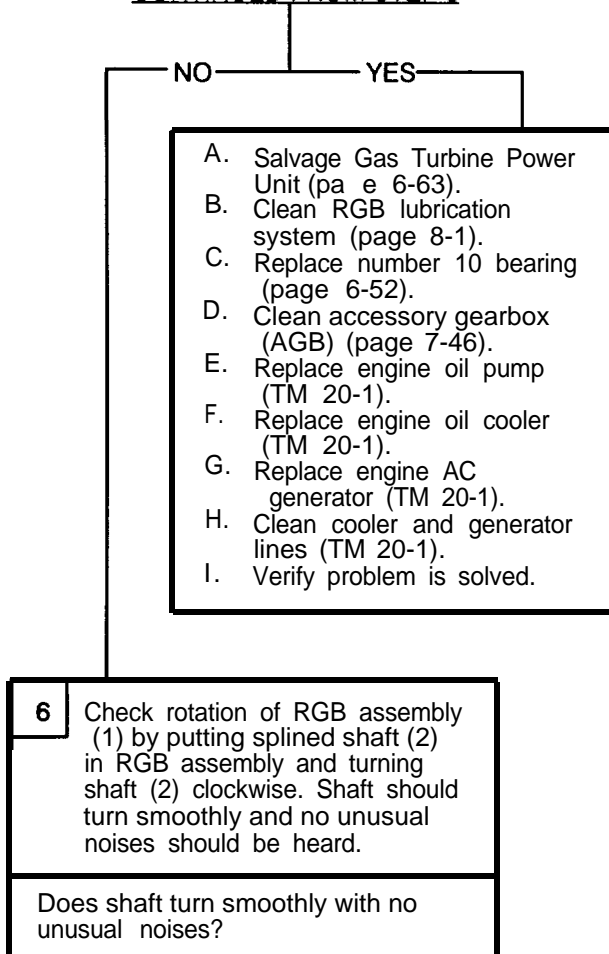 NO YES
A. Salvage Gas Turbine Power
Unit (pa e 6-63).
B. Clean RGB lubrication
system (page 8-1).
C. Replace number 10 bearing
(page 6-52).
D. Clean accessory gearbox
(AGB) (page 7-46).
E. Replace engine oil pump
(TM 20-1).
F. Replace engine oil cooler
(TM 20-1).
G. Replace engine AC
generator (TM 20-1).
H. Clean cooler and generator
lines (TM 20-1).
I. Verify problem is solved.
6 Check rotation of RGB assembly
(1) by putting splined shaft (2)
in RGB assembly and turning
shaft (2) clockwise. Shaft should
turn smoothly and no unusual
noises should be heard.
Does shaft turn smoothly with no
unusual noises?